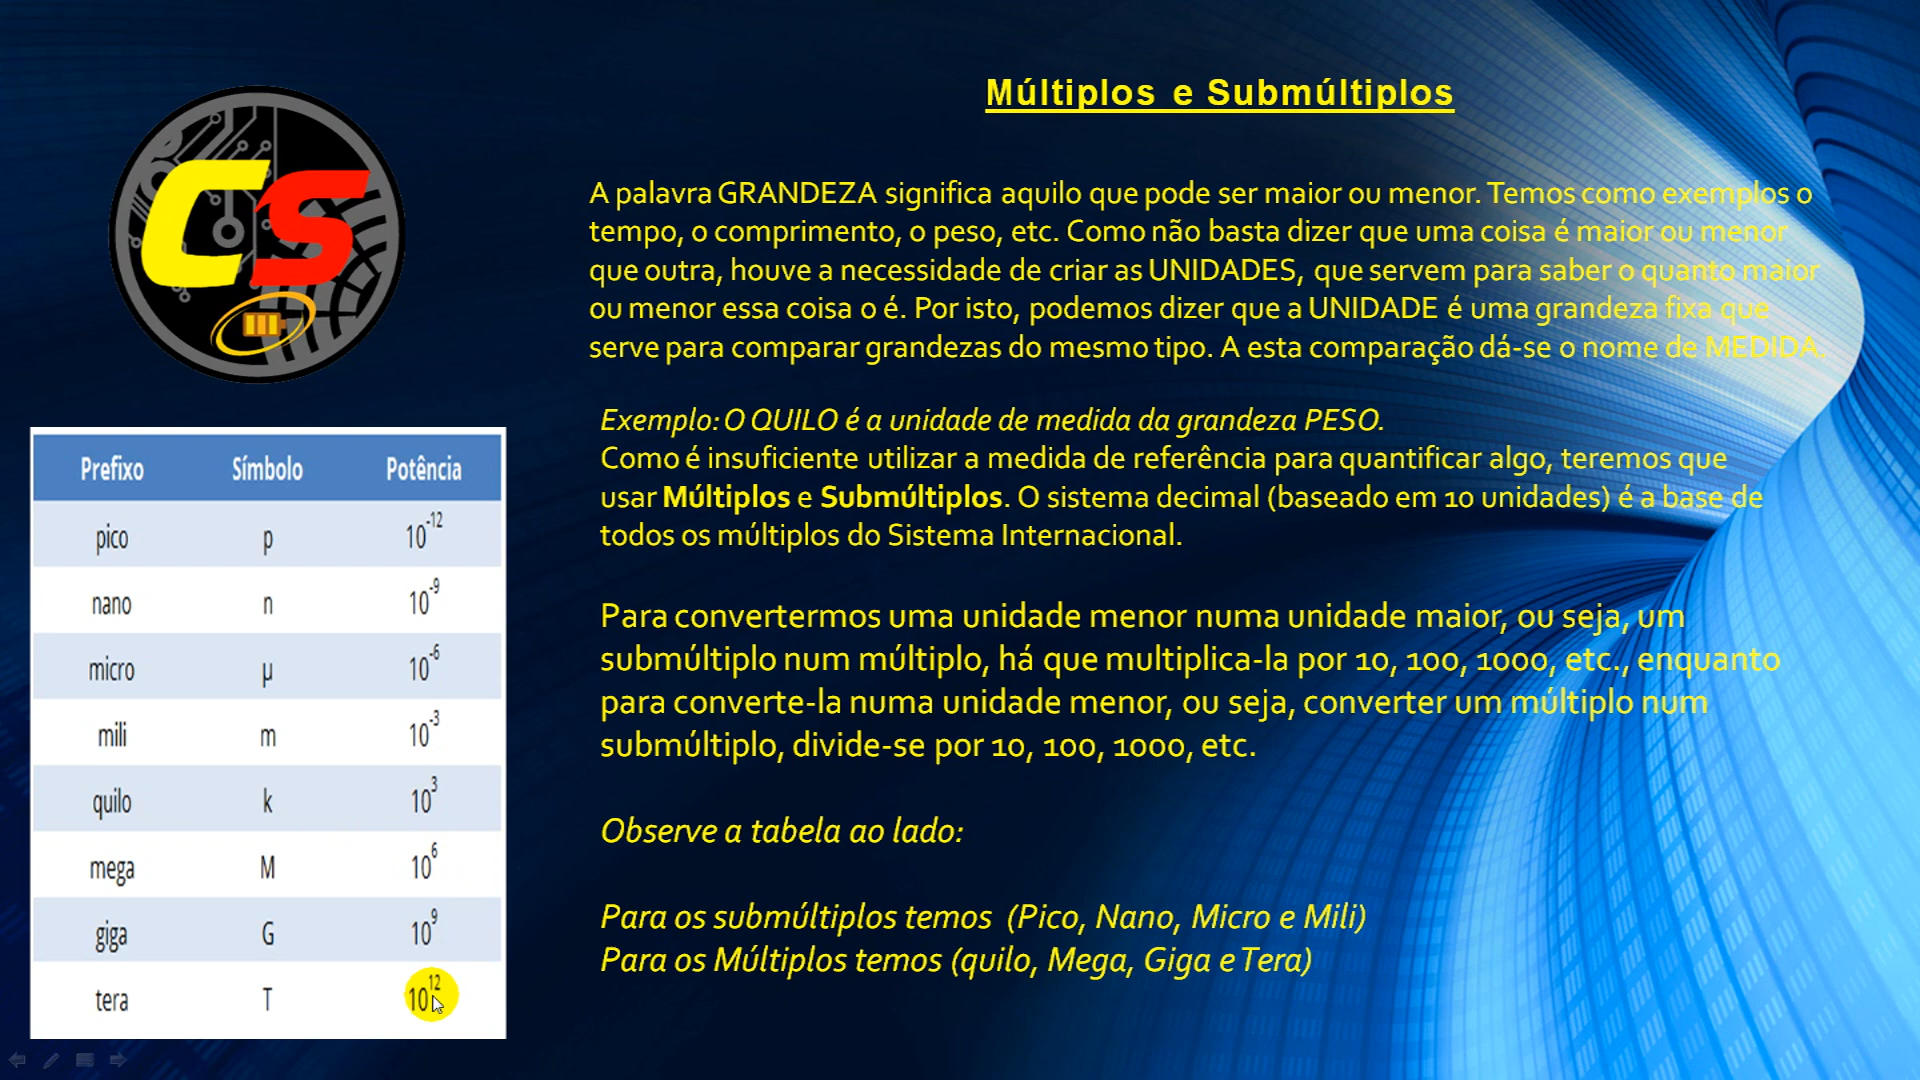 Múltiplos e Submúltiplos
CS
A palavra GRANDEZA significa aquilo que pode ser maior ou menor. Temos como exemplos o
tempo, o comprimento, o peso, etc. Como não basta dizer que uma coisa é maior ou menor
que outra, houve a necessidade de criar as UNIDADES, que servem para saber o quanto maior
ou menor essa coisa o é. Por isto, podemos dizer que a UNIDADE é uma grandeza fixa que
serve para comparar grandezas do mesmo tipo. A esta comparação dá-se o nome de MEDIDA.
Exemplo: O QUILO é a unidade de medida da grandeza PESO.
Como é insuficiente utilizar a medida de referência para quantificar algo, teremos que
usar Múltiplos e Submúltiplos. O sistema decimal (baseado em 10 unidades) é a base de
todos os múltiplos do Sistema Internacional.
Para convertermos uma unidade menor numa unidade maior, ou seja, um
submúltiplo num múltiplo, há que multiplica-la por 10, 100, 1000, etc., enquanto
para converte-la numa unidade menor, ou seja, converter um múltiplo num
submúltiplo, divide-se por 10, 100, 1000, etc.
Observe a tabela ao lado:
Para os submúltiplos temos (Pico, Nano, Micro e Mili)
Para os Múltiplos temos (quilo, Mega, Giga e Tera)
Prefixo Símbolo Potência
pico p 10^-12
nano n 10^-9
micro μ 10^-6
mili m 10^-3
quilo k 10^3
mega M 10^6
giga G 10^9
tera T 10^12